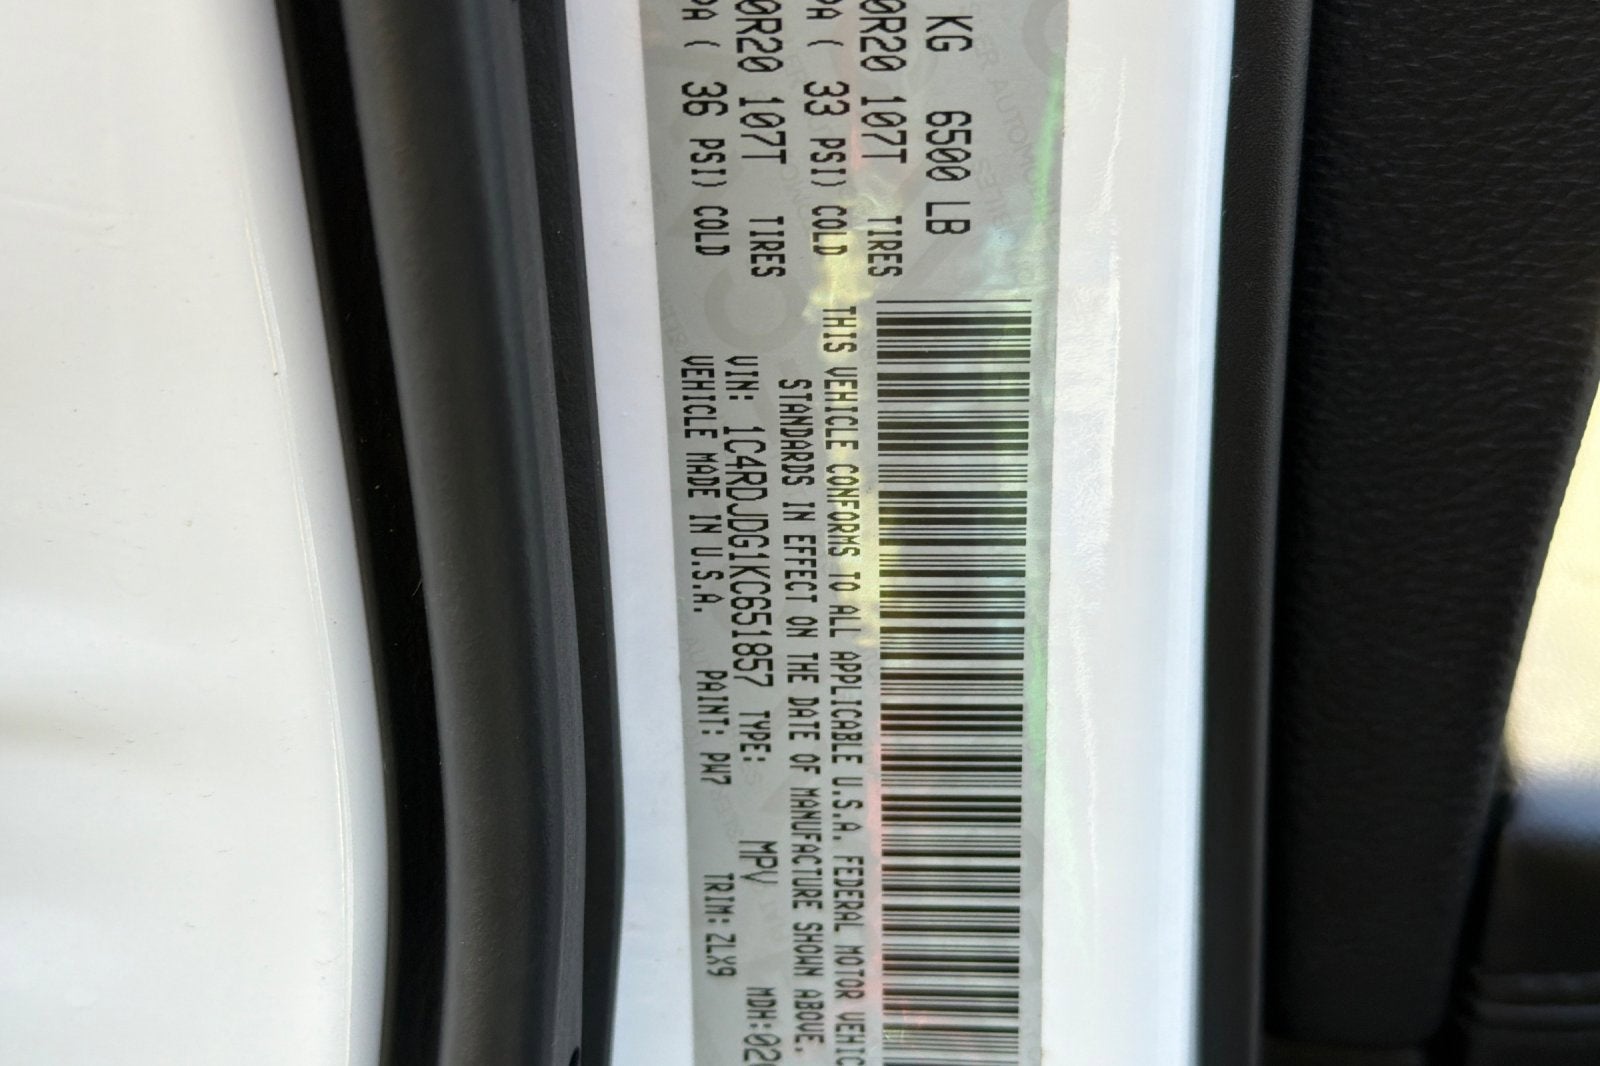 KG 6500 LB
0R20 107T TIRES
PA ( 33 PSI) COLD
0R20 107T TIRES
PA ( 36 PSI) COLD
THIS VEHICLE CONFORMS TO ALL APPLICABLE U.S.A. FEDERAL MOTOR VEHIC
STANDARDS IN EFFECT ON THE DATE OF MANUFACTURE SHOWN ABOVE.
VIN: 1C4RDJDG1KC651857 TYPE: MPV MDH:02
VEHICLE MADE IN U.S.A. PAINT: PW7 TRIM: ZLX9